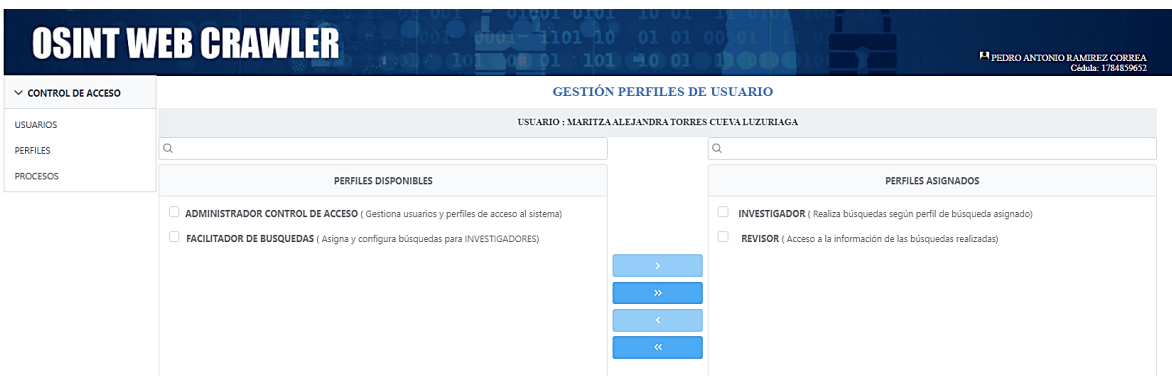 OSINT WEB CRAWLER
PEDRO ANTONIO RAMIREZ CORREA
Cédula: 1784859652
CONTROL DE ACCESO
USUARIOS
PERFILES
PROCESOS
GESTIÓN PERFILES DE USUARIO
USUARIO : MARITZA ALEJANDRA TORRES CUEVA LUZURIAGA
PERFILES DISPONIBLES
ADMINISTRADOR CONTROL DE ACCESO ( Gestiona usuarios y perfiles de acceso al sistema)
FACILITADOR DE BUSQUEDAS ( Asigna y configura búsquedas para INVESTIGADORES)
>
»
<
«
PERFILES ASIGNADOS
INVESTIGADOR ( Realiza búsquedas según perfil de búsqueda asignado)
REVISOR ( Acceso a la información de las búsquedas realizadas)